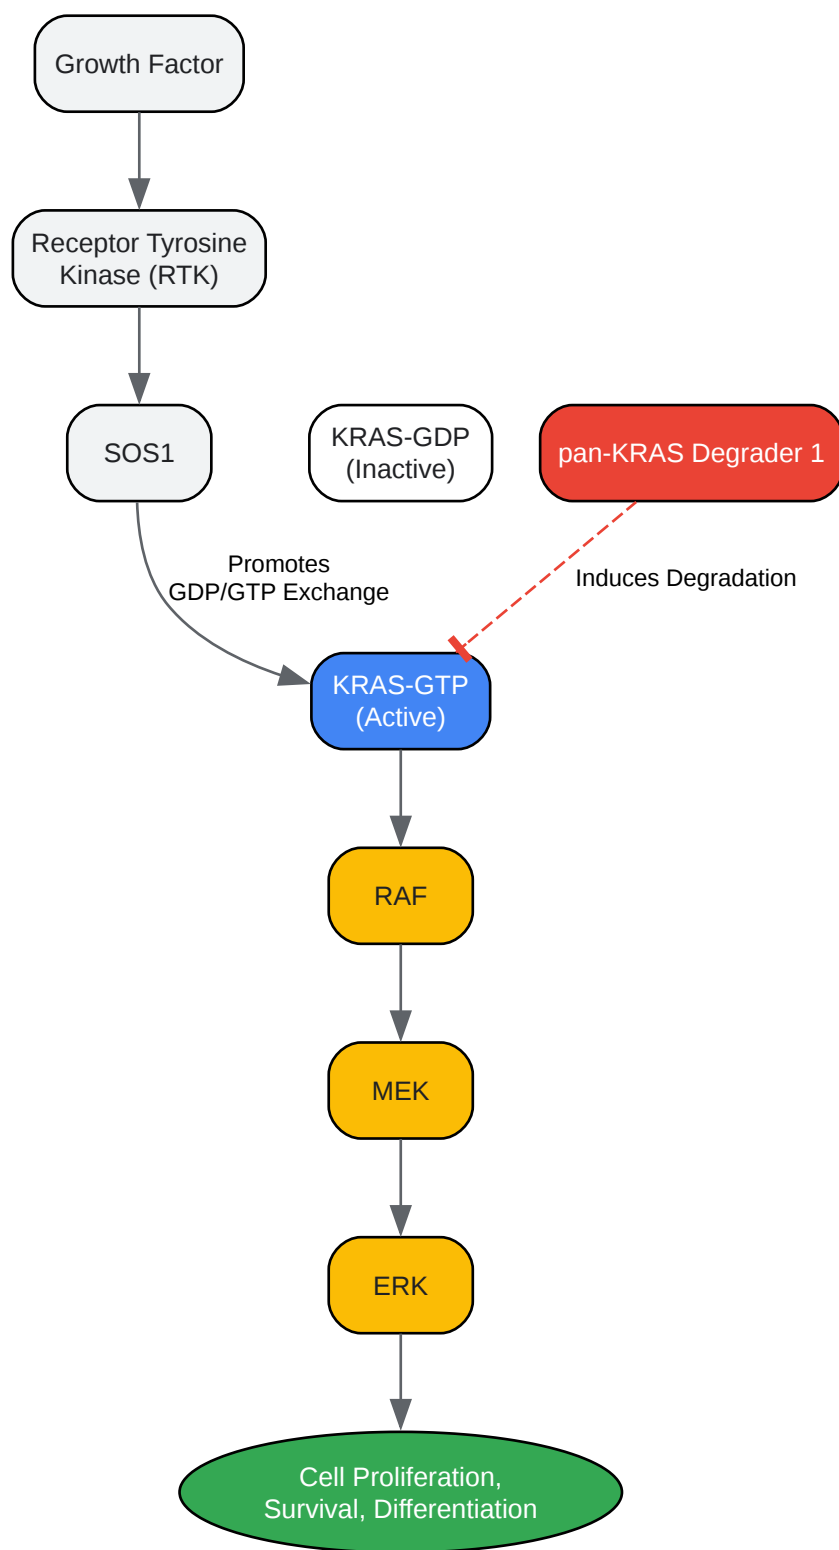 Growth Factor
Receptor Tyrosine
Kinase (RTK)
SOS1
KRAS-GDP
(Inactive)
pan-KRAS Degrader 1
Promotes
GDP/GTP Exchange
Induces Degradation
KRAS-GTP
(Active)
RAF
MEK
ERK
Cell Proliferation,
Survival, Differentiation